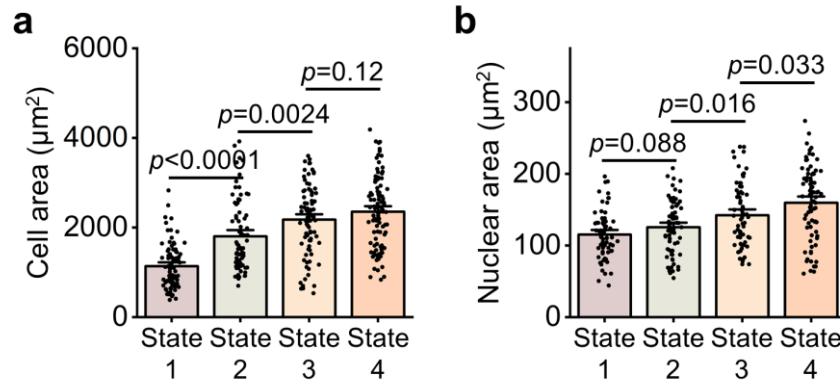 a
Cell area (µm²)
6000
4000
2000
0
p<0.0001
p=0.0024
p=0.12
State 1
State 2
State 3
State 4
b
Nuclear area (µm²)
300
200
100
0
p=0.088
p=0.016
p=0.033
State 1
State 2
State 3
State 4